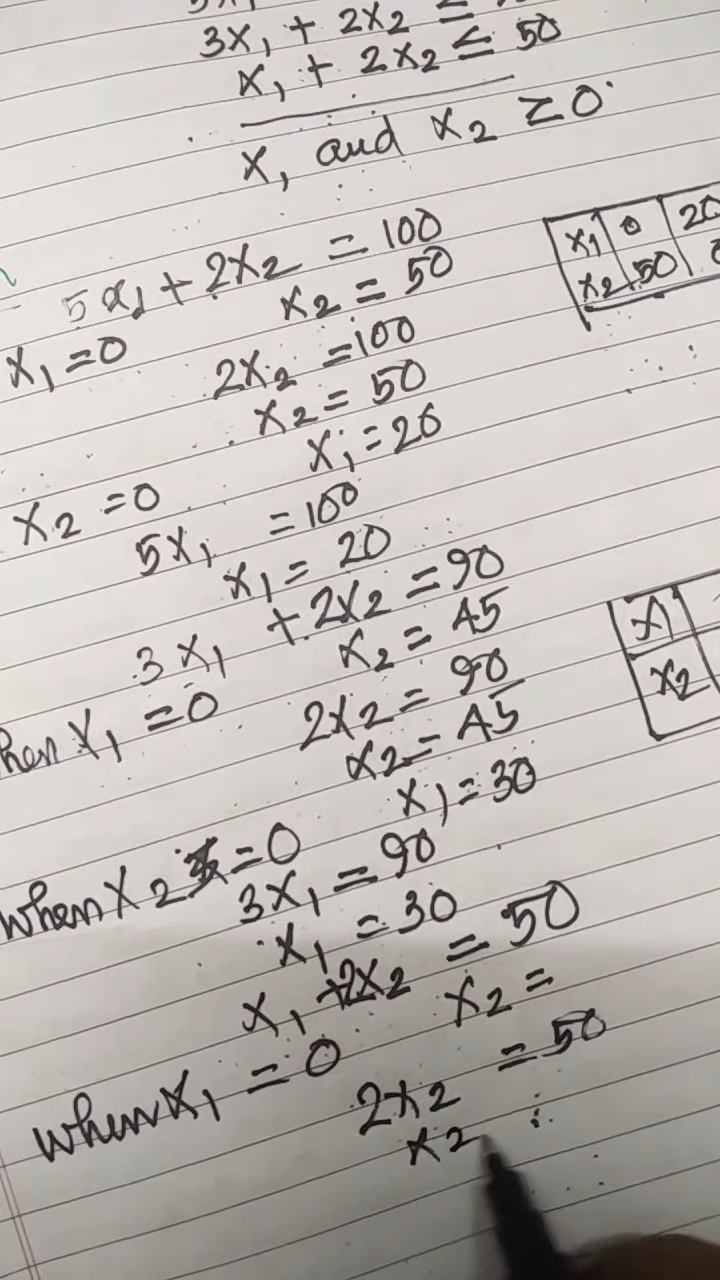 3x₁ + 2x₂ ≤
x₁ + 2x₂ ≤ 50
x₁ and x₂ ≥ 0.
5x₁ + 2x₂ = 100
x₂ = 50
x₁ 0 20
x₂ 50
x₁ = 0
2x₂ = 100
x₂ = 50
x₁ = 20
x₂ = 0
5x₁ = 100
x₁ = 20
3x₁ + 2x₂ = 90
x₂ = 45
x₁
x₂
hen x₁ = 0
2x₂ = 90
x₂ = 45
x₁ = 30
when x₂ = 0
3x₁ = 90
x₁ = 30
x₁ + 2x₂ = 50
x₂ =
when x₁ = 0
2x₂ = 50
x₂